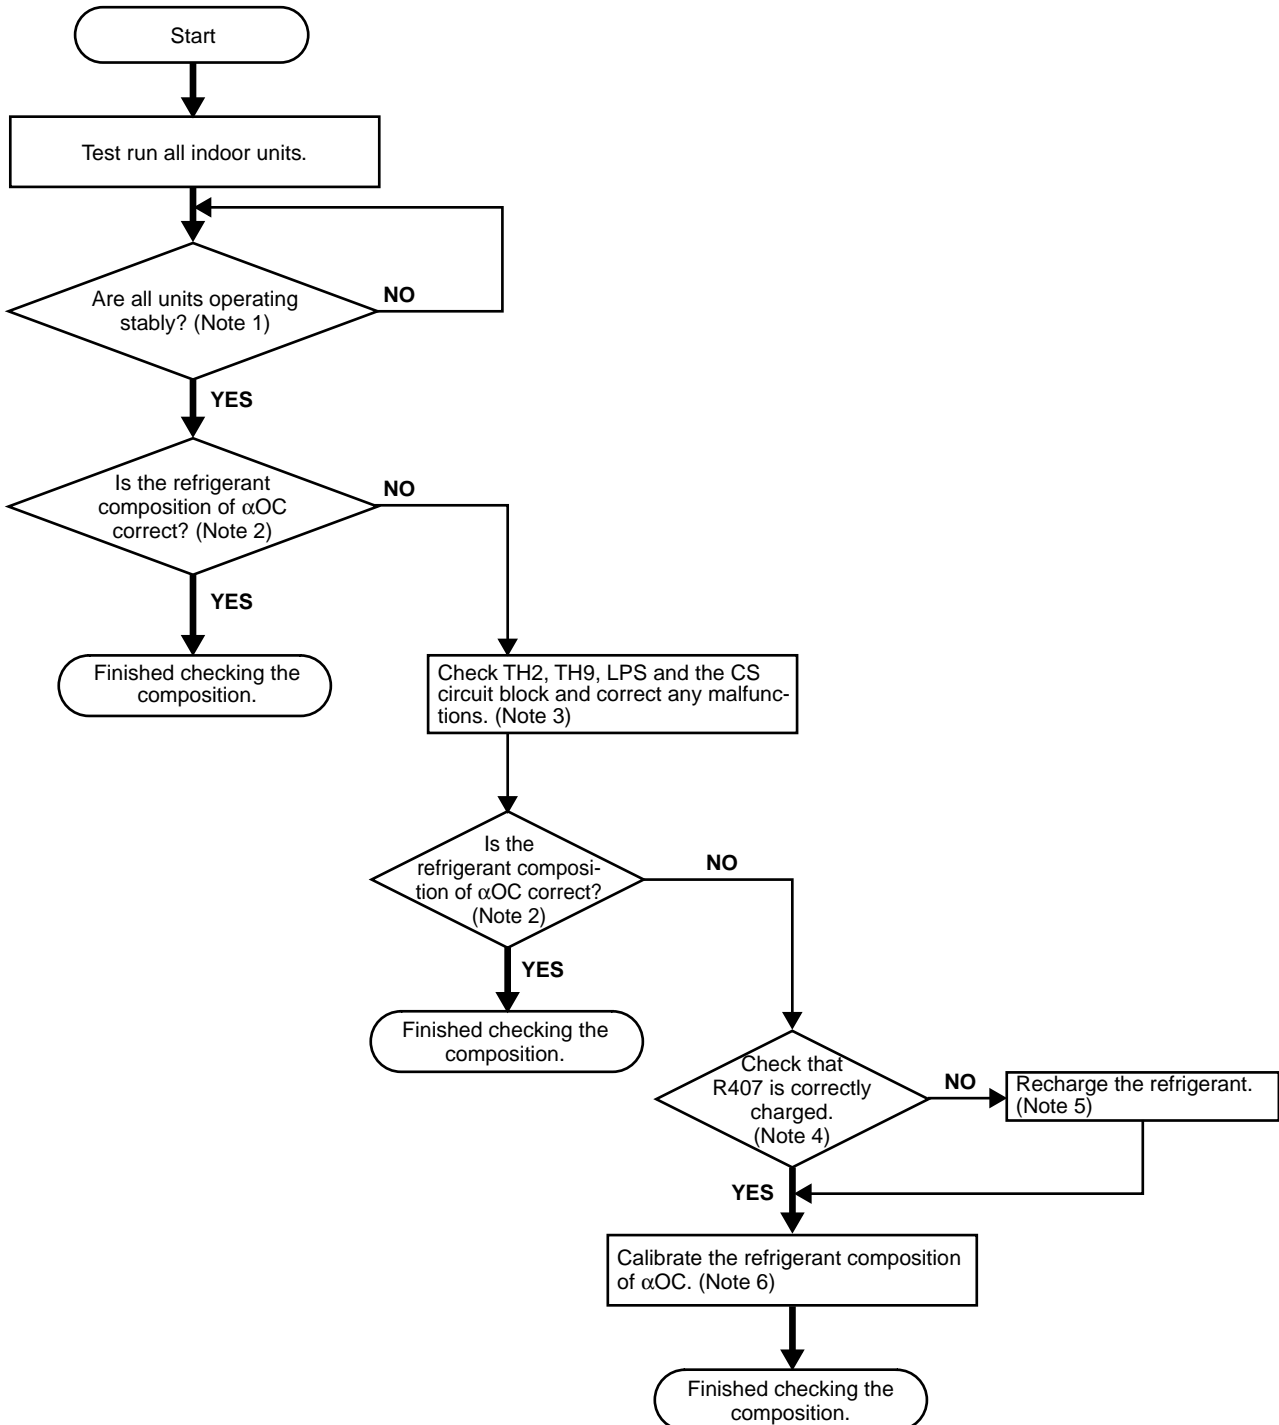 Start
Test run all indoor units.
Are all units operating
stably? (Note 1)
NO
YES
Is the refrigerant
composition of αOC
correct? (Note 2)
NO
YES
Finished checking the
composition.
Check TH2, TH9, LPS and the CS
circuit block and correct any malfunc-
tions. (Note 3)
Is the
refrigerant composi-
tion of αOC correct?
(Note 2)
NO
YES
Finished checking the
composition.
Check that
R407 is correctly
charged.
(Note 4)
NO
Recharge the refrigerant.
(Note 5)
YES
Calibrate the refrigerant composition
of αOC. (Note 6)
Finished checking the
composition.